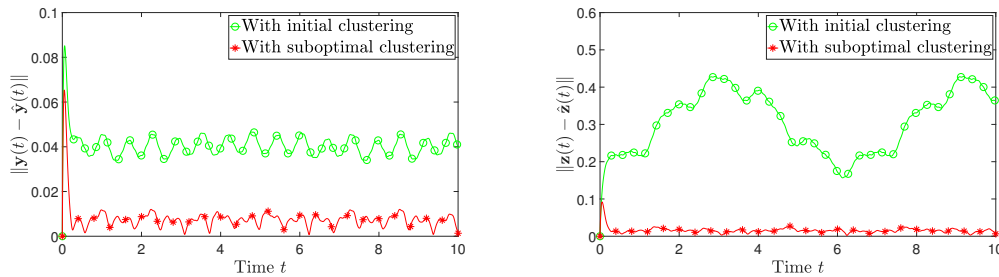 0.1
0.08
0.06
0.04
0.02
0
0 2 4 6 8 10
‖y(t) − ŷ(t)‖
Time t
With initial clustering
With suboptimal clustering
0.6
0.5
0.4
0.3
0.2
0.1
0
0 2 4 6 8 10
‖z(t) − ẑ(t)‖
Time t
With initial clustering
With suboptimal clustering